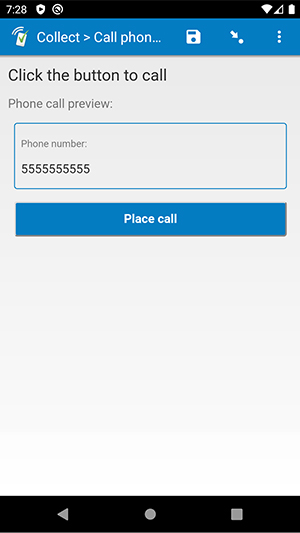 7:28
Collect > Call phon...
Click the button to call
Phone call preview:
Phone number:
5555555555
Place call